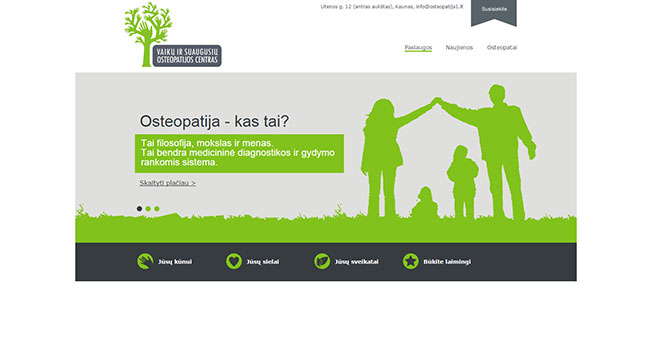 Utenos g. 12 (antras aukštas), Kaunas, info@osteopatija1.lt
Susisiekite
VAIKŲ IR SUAUGUSIŲ
OSTEOPATIJOS CENTRAS
Paslaugos Naujienos Osteopatai
Osteopatija - kas tai?
Tai filosofija, mokslas ir menas.
Tai bendra medicininė diagnostikos ir gydymo
rankomis sistema.
Skaityti plačiau >
Jūsų kūnui Jūsų sielai Jūsų sveikatai Būkite laimingi